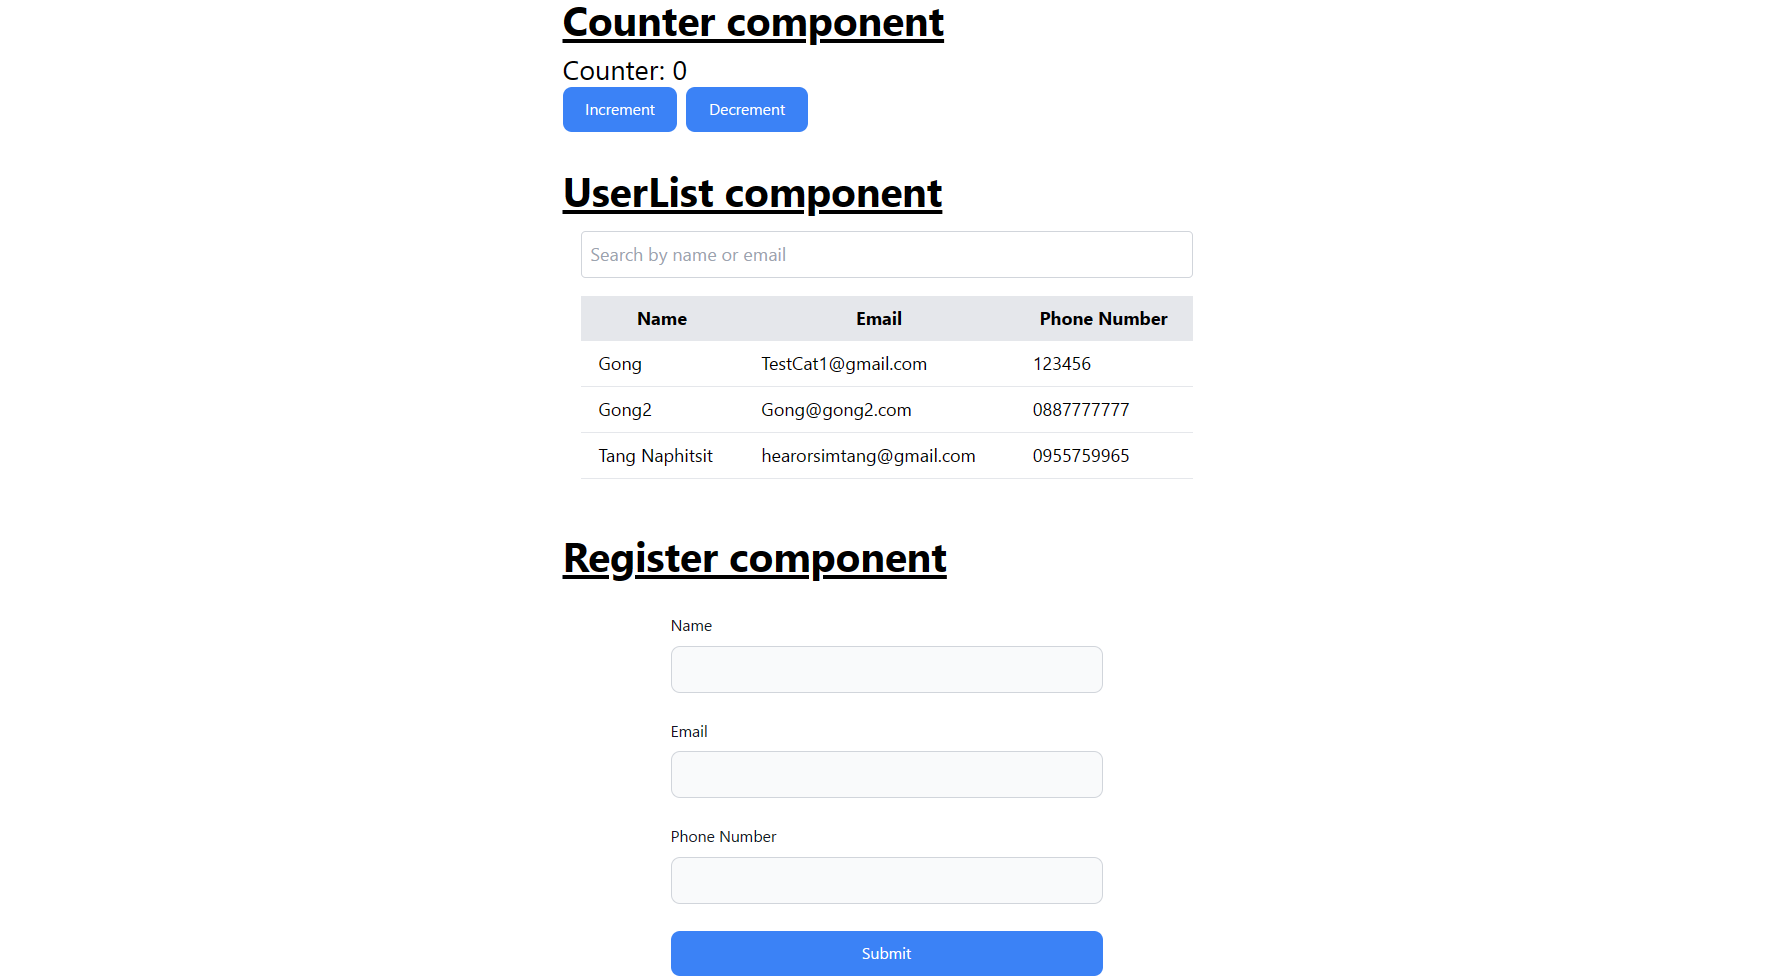 Counter component
Counter: 0
Increment Decrement
UserList component
Search by name or email
Name Email Phone Number
Gong TestCat1@gmail.com 123456
Gong2 Gong@gong2.com 0887777777
Tang Naphitsit hearorsimtang@gmail.com 0955759965
Register component
Name
Email
Phone Number
Submit